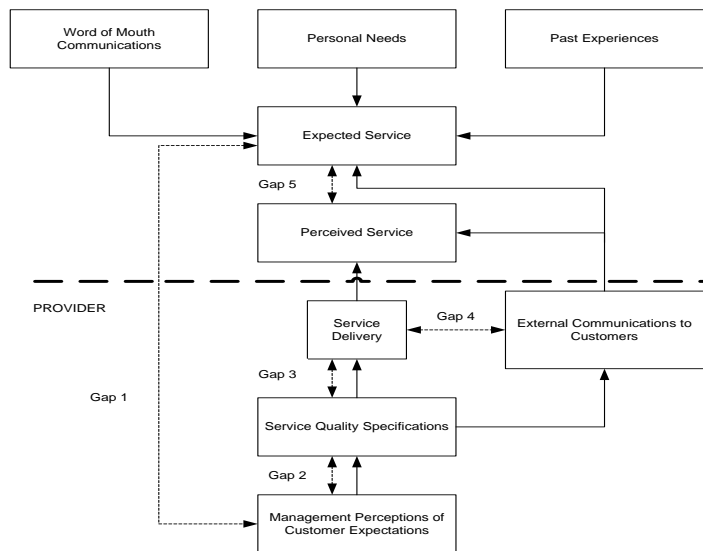 Word of Mouth
Communications
Personal Needs
Past Experiences
Expected Service
Gap 5
Perceived Service
PROVIDER
Service
Delivery
Gap 4
External Communications to
Customers
Gap 3
Gap 1
Service Quality Specifications
Gap 2
Management Perceptions of
Customer Expectations